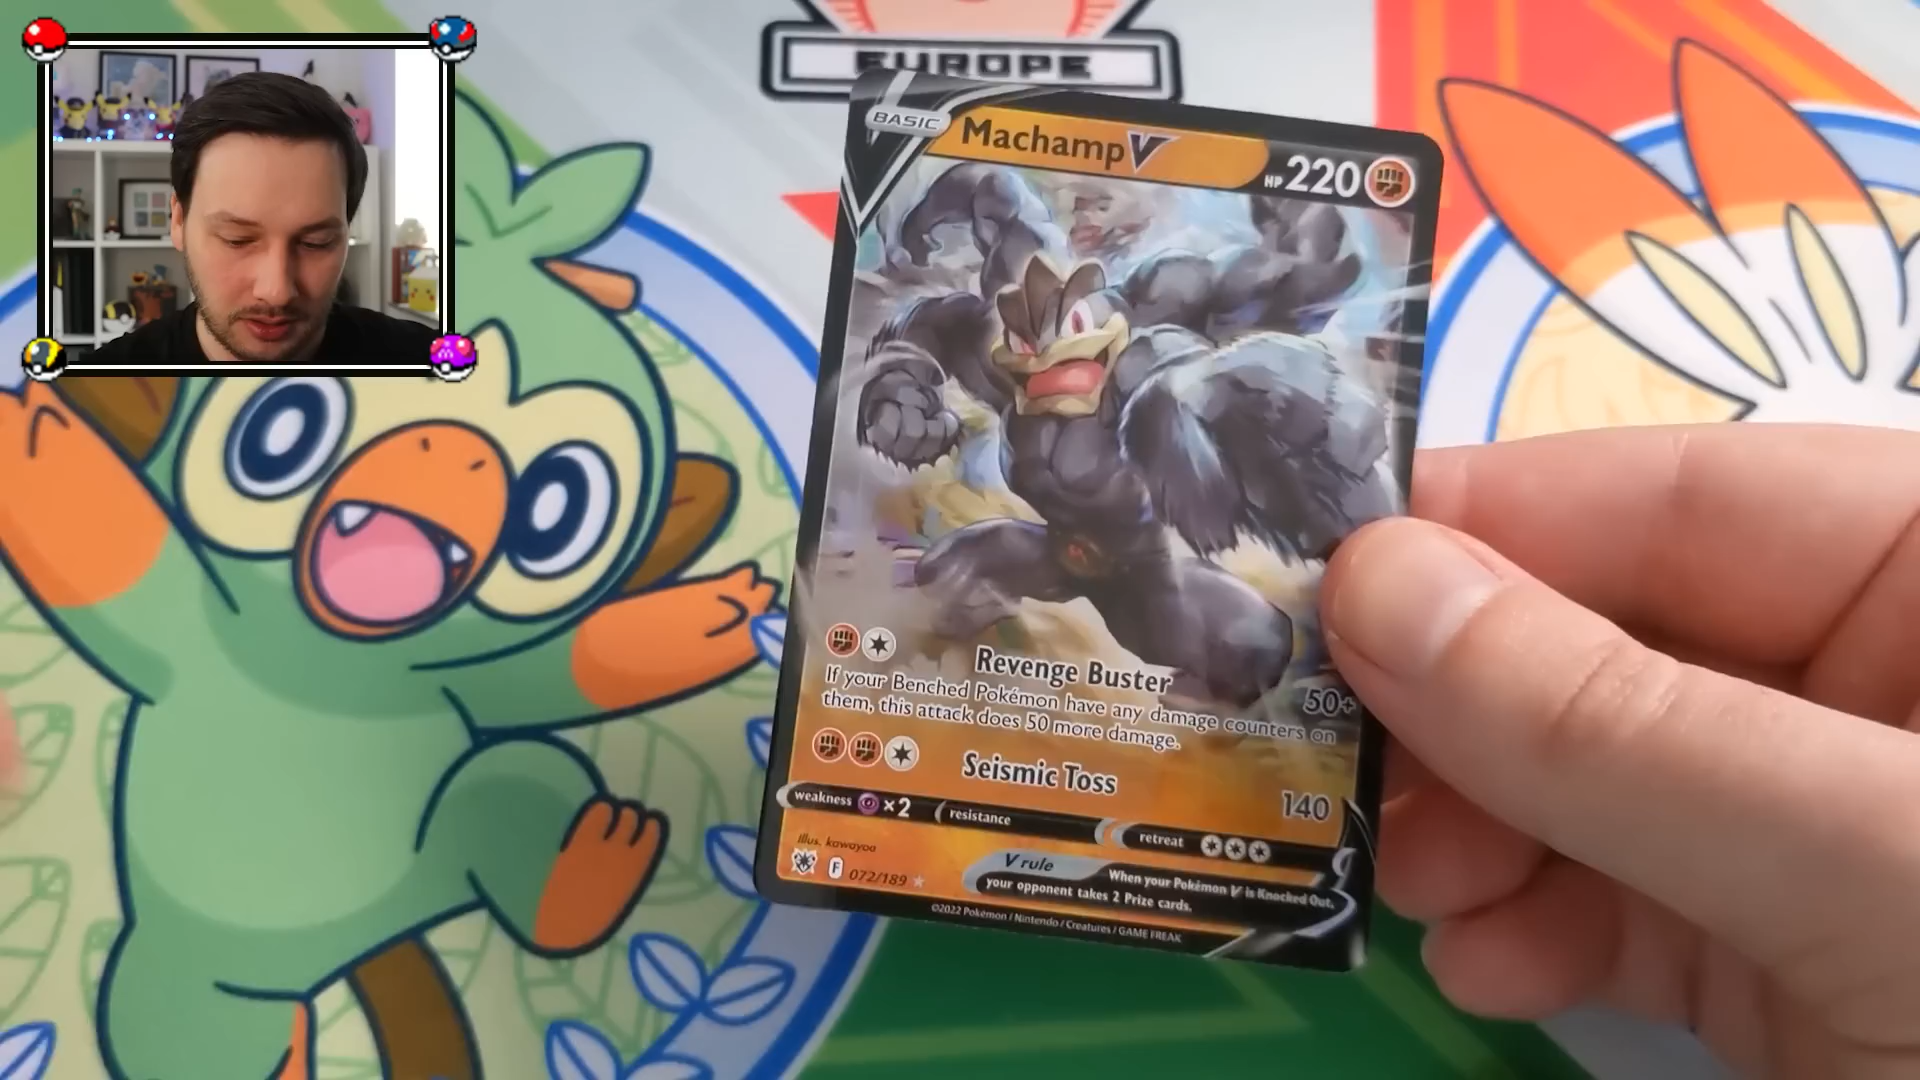 EUROPE
BASIC
Machamp V
HP 220
Revenge Buster
50+
If your Benched Pokémon have any damage counters on
them, this attack does 50 more damage.
Seismic Toss
140
weakness ×2
resistance
retreat
Illus. kawayoo
F 072/189
V rule
When your Pokémon V is Knocked Out,
your opponent takes 2 Prize cards.
©2022 Pokémon / Nintendo / Creatures / GAME FREAK